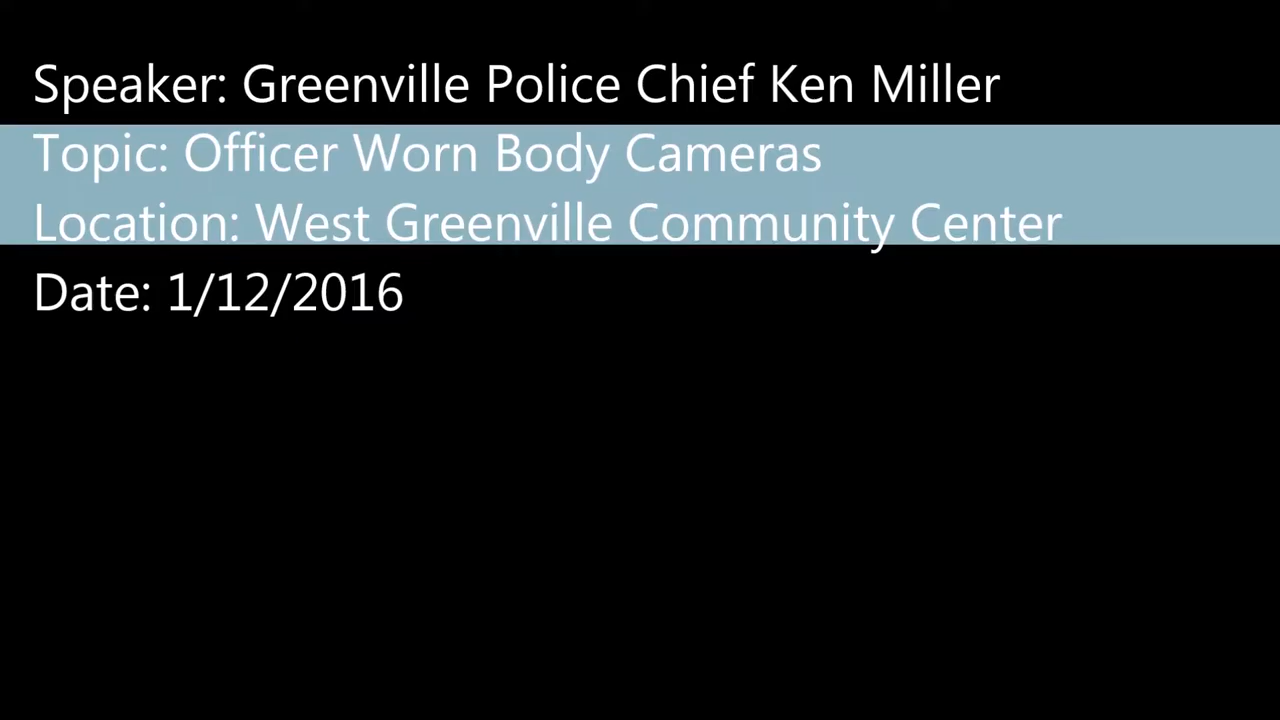 Speaker: Greenville Police Chief Ken Miller
Topic: Officer Worn Body Cameras
Location: West Greenville Community Center
Date: 1/12/2016